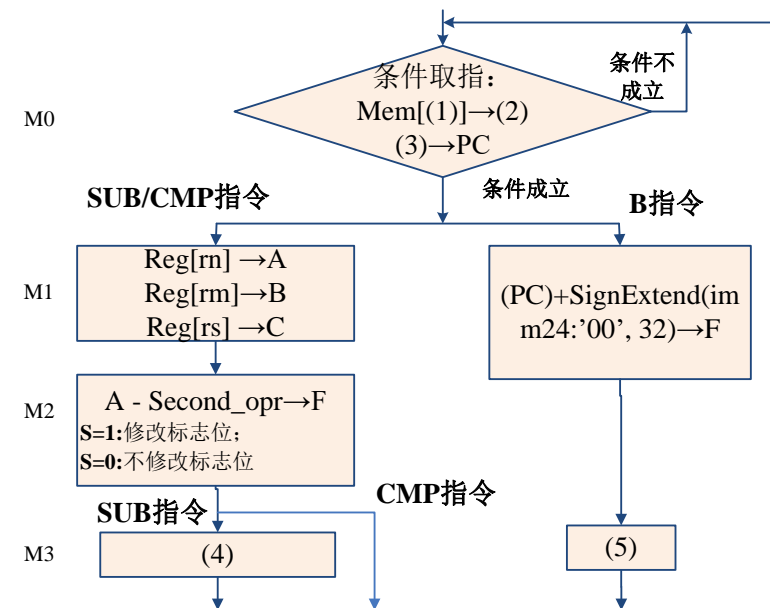 条件取指：
Mem[(1)]→(2)
(3)→PC
条件不
成立
M0
条件成立
SUB/CMP指令
B指令
M1
Reg[rn] →A
Reg[rm]→B
Reg[rs] →C
(PC)+SignExtend(im
m24:’00’, 32)→F
M2
A - Second_opr→F
S=1:修改标志位；
S=0:不修改标志位
SUB指令
CMP指令
M3
(4)
(5)